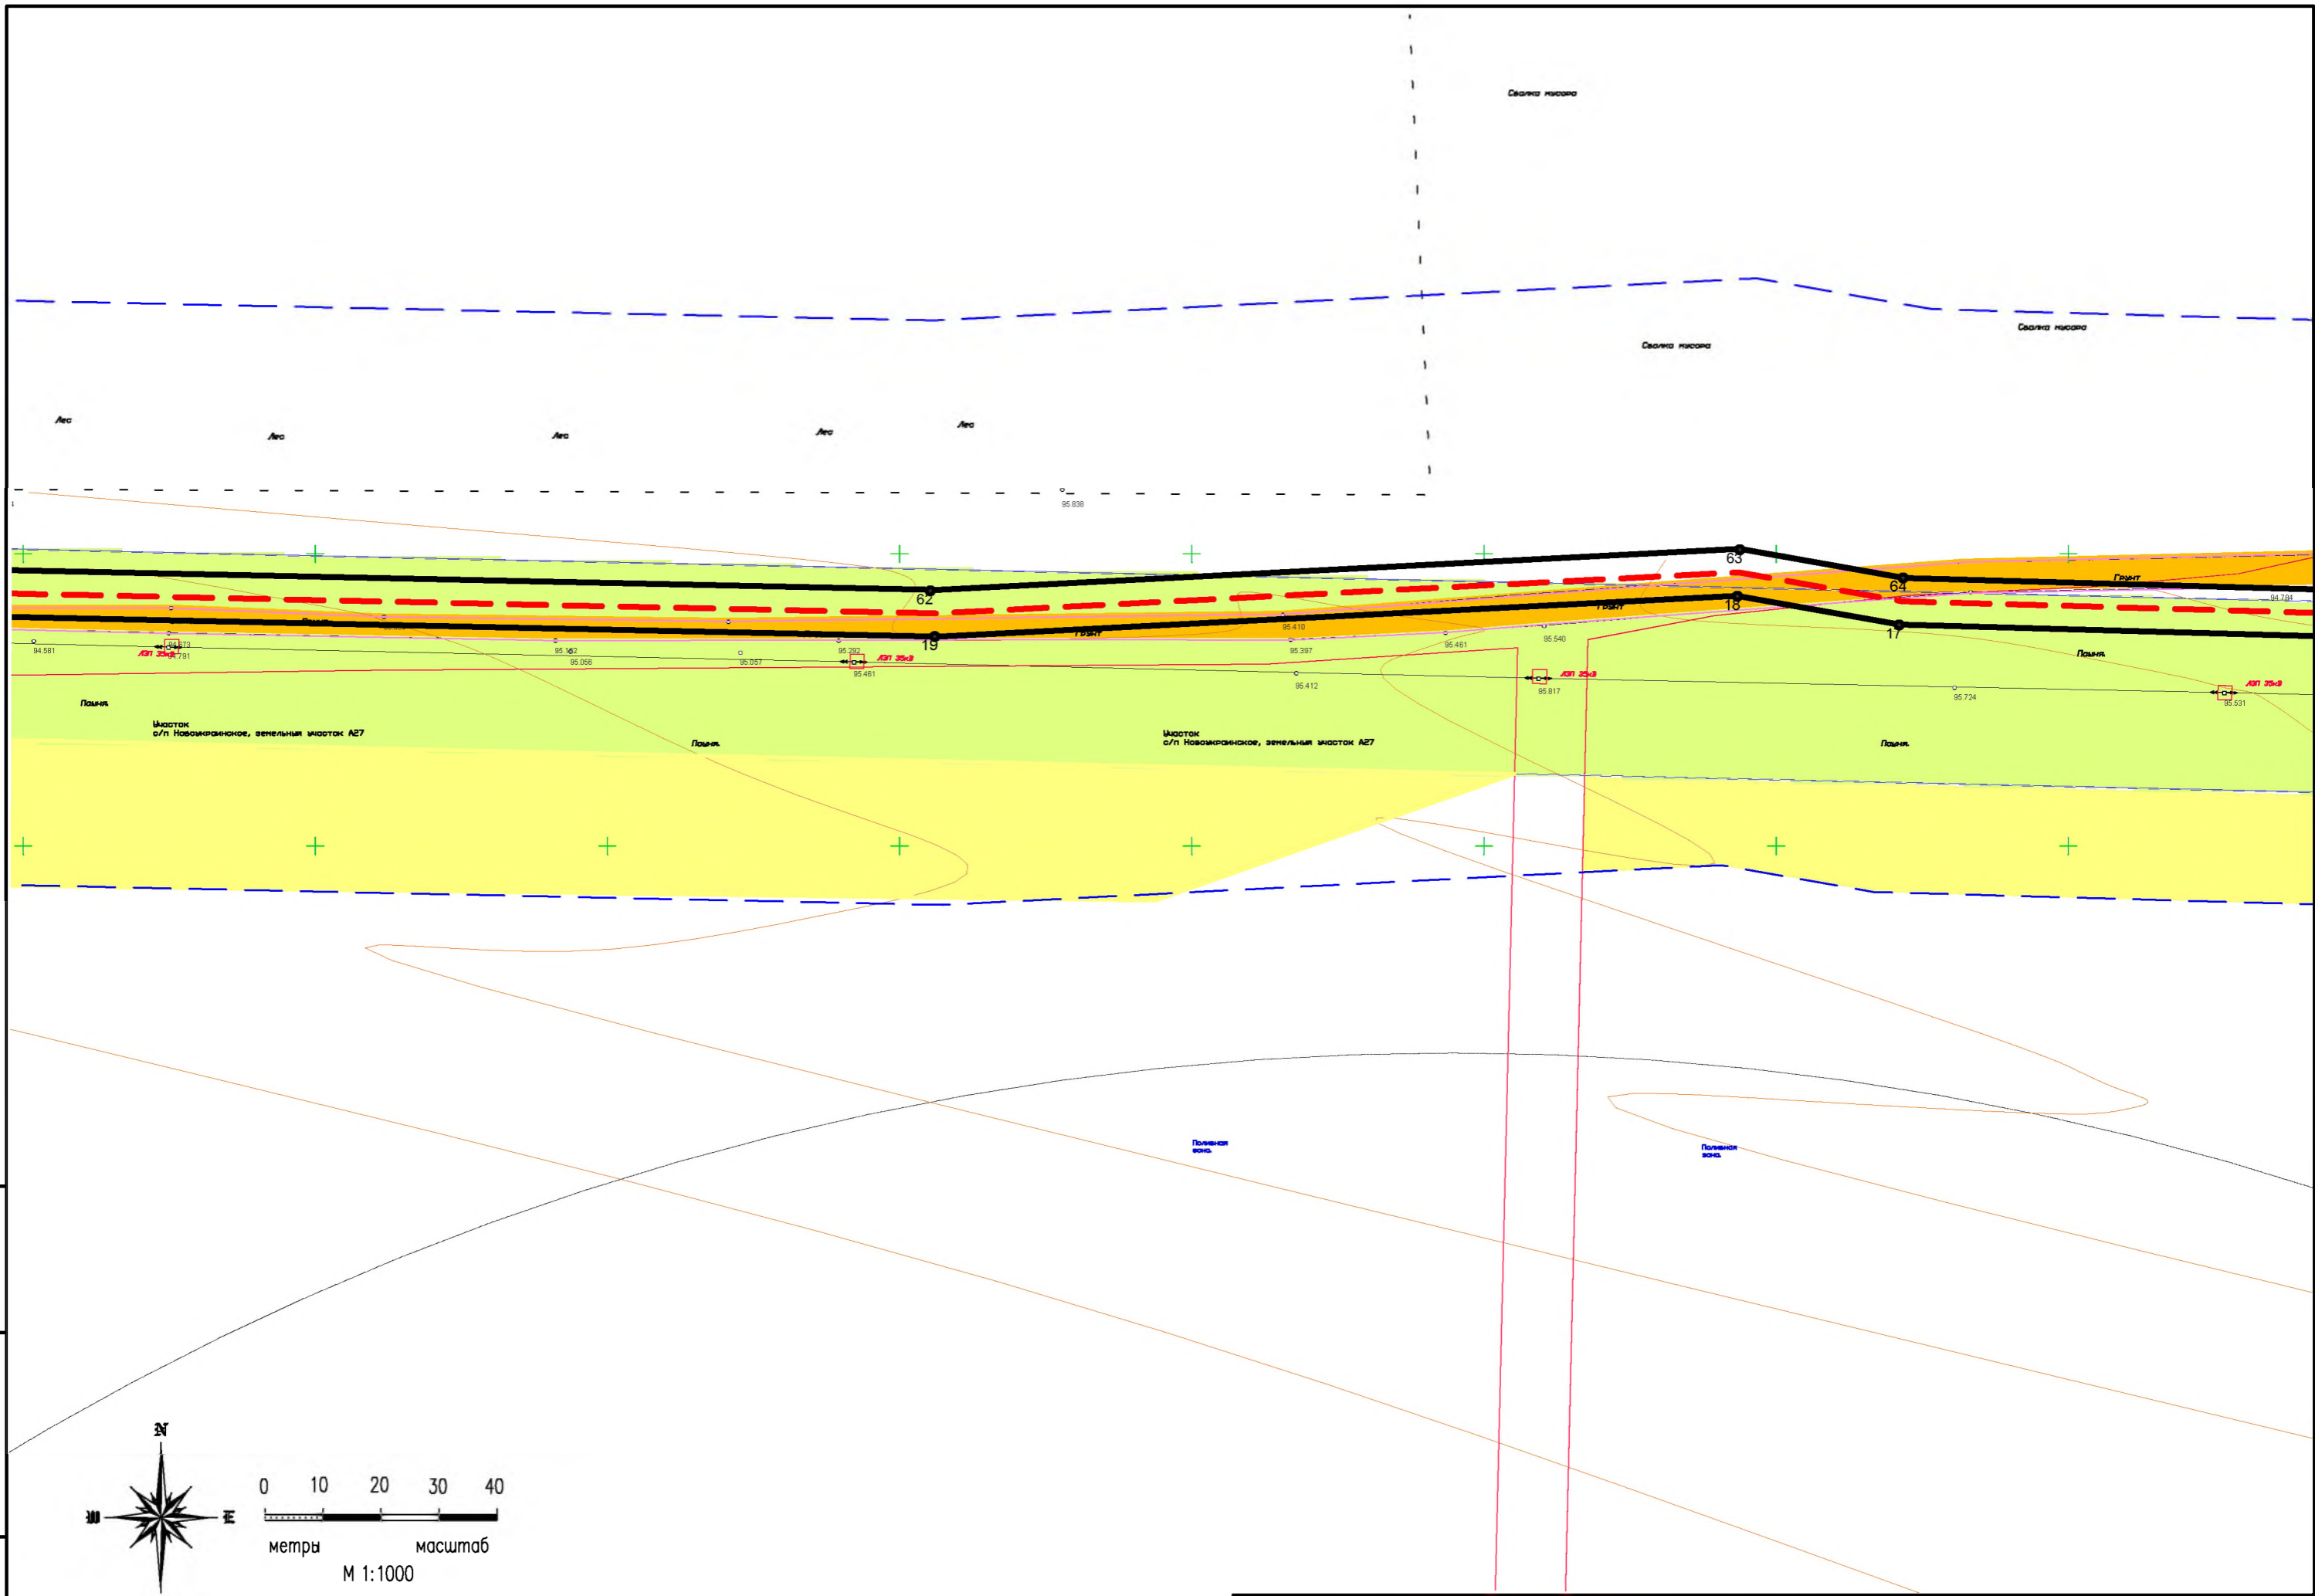 Свалка мусора
Свалка мусора
Свалка мусора
Лес
Лес
Лес
Лес
Лес
95.838
63
64
62
18
17
19
Грунт
Грунт
Грунт
94.784
95.410
94.581
ЛЭП 35кВ
95.056
95.057
95.292
95.461
ЛЭП 35кВ
95.397
95.412
95.461
95.540
95.817
ЛЭП 35кВ
95.724
95.531
ЛЭП 35кВ
Пашня
Пашня
Пашня
Пашня
Участок
с/п Новоукраинское, земельный участок А27
Участок
с/п Новоукраинское, земельный участок А27
Поливная
зона
Поливная
зона
N
W
E
0 10 20 30 40
метры масштаб
М 1:1000